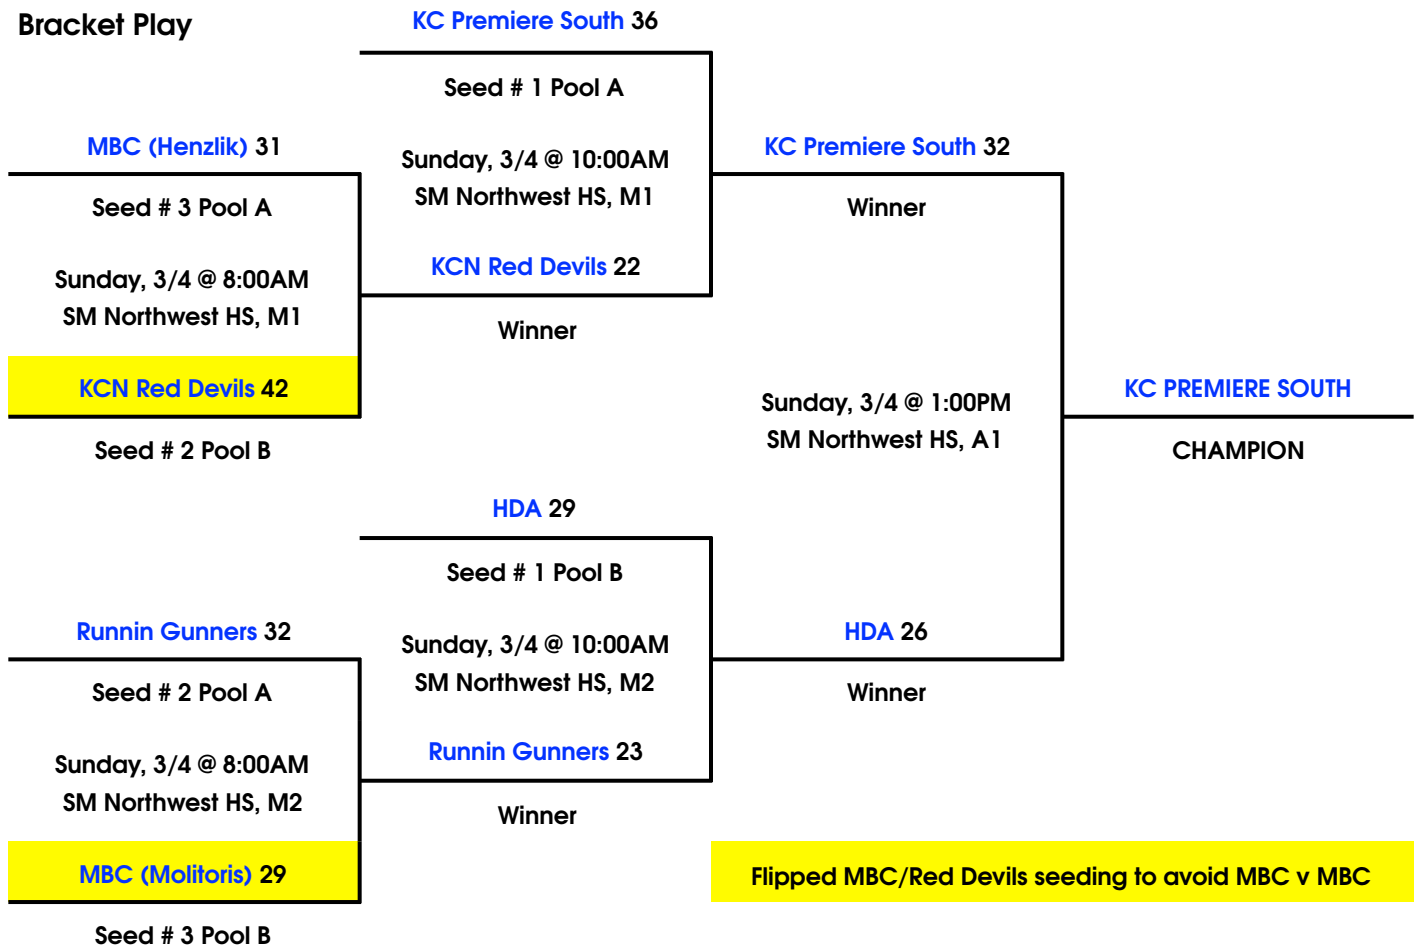 Bracket Play
KC Premiere South 36
Seed # 1 Pool A
MBC (Henzlik) 31
Sunday, 3/4 @ 10:00AM
SM Northwest HS, M1
KC Premiere South 32
Seed # 3 Pool A
Winner
Sunday, 3/4 @ 8:00AM
SM Northwest HS, M1
KCN Red Devils 22
Winner
KCN Red Devils 42
Sunday, 3/4 @ 1:00PM
SM Northwest HS, A1
KC PREMIERE SOUTH
Seed # 2 Pool B
CHAMPION
HDA 29
Seed # 1 Pool B
Runnin Gunners 32
Sunday, 3/4 @ 10:00AM
SM Northwest HS, M2
HDA 26
Seed # 2 Pool A
Winner
Sunday, 3/4 @ 8:00AM
SM Northwest HS, M2
Runnin Gunners 23
Winner
MBC (Molitoris) 29
Flipped MBC/Red Devils seeding to avoid MBC v MBC
Seed # 3 Pool B